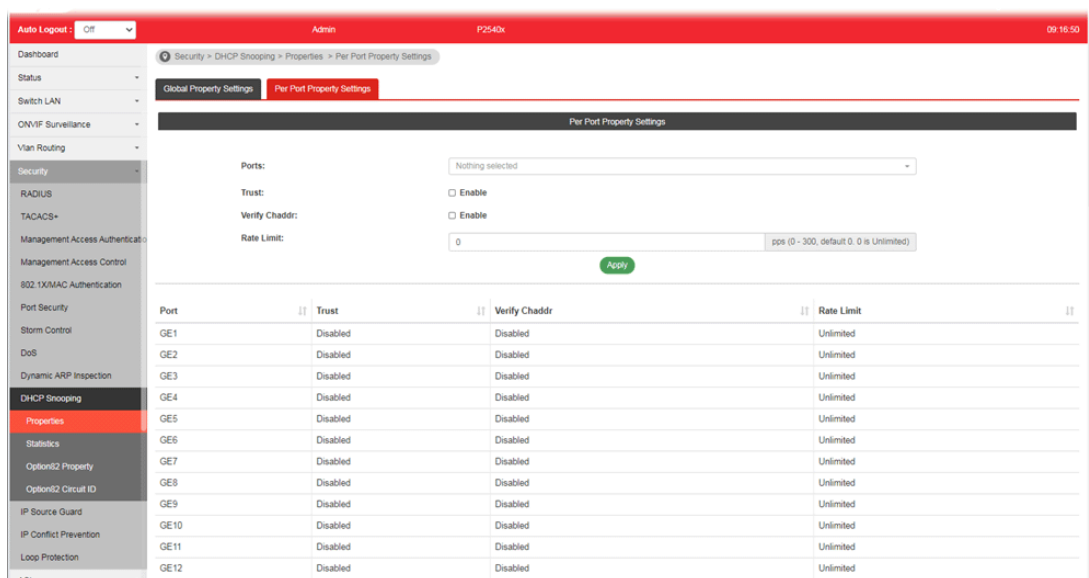 Auto Logout : Off Admin P2540x 09:16:50
Dashboard
Status
Switch LAN
ONVIF Surveillance
Vlan Routing
Security
RADIUS
TACACS+
Management Access Authenticatio
Management Access Control
802.1X/MAC Authentication
Port Security
Storm Control
DoS
Dynamic ARP Inspection
DHCP Snooping
Properties
Statistics
Option82 Property
Option82 Circuit ID
IP Source Guard
IP Conflict Prevention
Loop Protection
Security > DHCP Snooping > Properties > Per Port Property Settings
Global Property Settings Per Port Property Settings
Per Port Property Settings
Ports: Nothing selected
Trust: Enable
Verify Chaddr: Enable
Rate Limit: 0 pps (0 - 300, default 0. 0 is Unlimited)
Apply
Port Trust Verify Chaddr Rate Limit
GE1 Disabled Disabled Unlimited
GE2 Disabled Disabled Unlimited
GE3 Disabled Disabled Unlimited
GE4 Disabled Disabled Unlimited
GE5 Disabled Disabled Unlimited
GE6 Disabled Disabled Unlimited
GE7 Disabled Disabled Unlimited
GE8 Disabled Disabled Unlimited
GE9 Disabled Disabled Unlimited
GE10 Disabled Disabled Unlimited
GE11 Disabled Disabled Unlimited
GE12 Disabled Disabled Unlimited